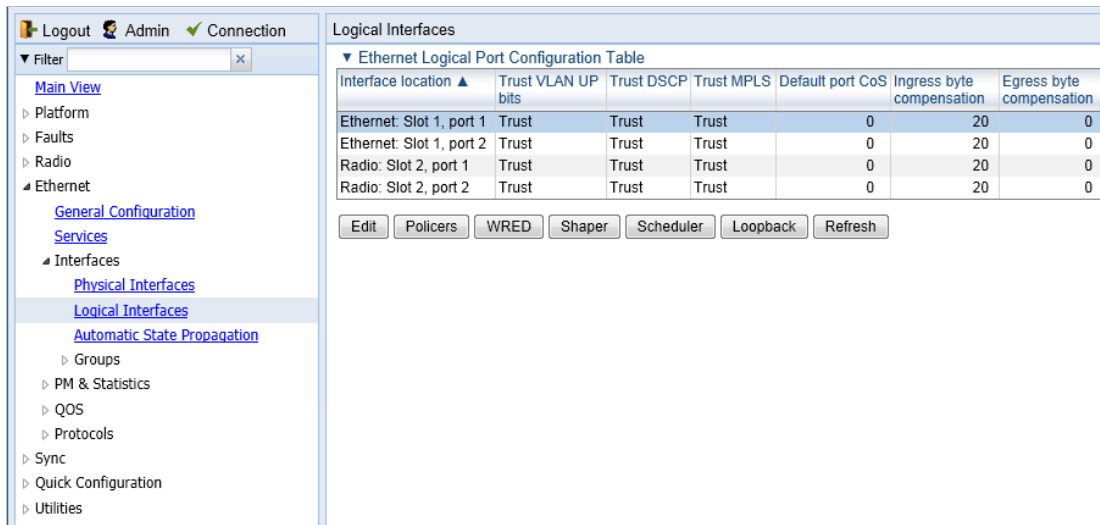 Logout Admin Connection
Filter
Main View
Platform
Faults
Radio
Ethernet
General Configuration
Services
Interfaces
Physical Interfaces
Logical Interfaces
Automatic State Propagation
Groups
PM & Statistics
QOS
Protocols
Sync
Quick Configuration
Utilities
Logical Interfaces
▼ Ethernet Logical Port Configuration Table
Interface location ▲ Trust VLAN UP bits Trust DSCP Trust MPLS Default port CoS Ingress byte compensation Egress byte compensation
Ethernet: Slot 1, port 1 Trust Trust Trust 0 20 0
Ethernet: Slot 1, port 2 Trust Trust Trust 0 20 0
Radio: Slot 2, port 1 Trust Trust Trust 0 20 0
Radio: Slot 2, port 2 Trust Trust Trust 0 20 0
Edit Policers WRED Shaper Scheduler Loopback Refresh